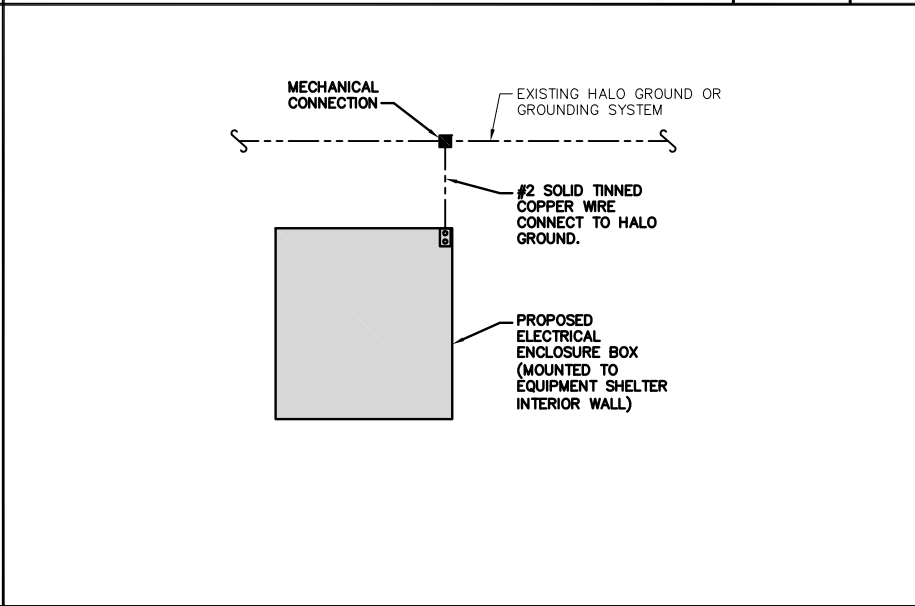 MECHANICAL
CONNECTION
EXISTING HALO GROUND OR
GROUNDING SYSTEM
#2 SOLID TINNED
COPPER WIRE
CONNECT TO HALO
GROUND.
PROPOSED
ELECTRICAL
ENCLOSURE BOX
(MOUNTED TO
EQUIPMENT SHELTER
INTERIOR WALL)